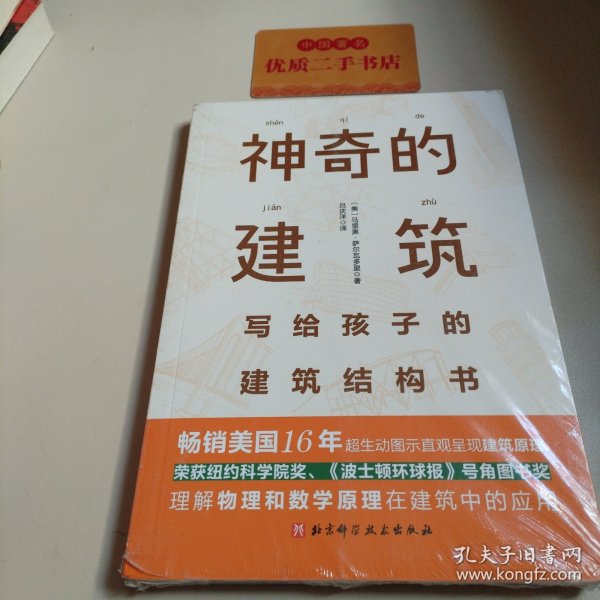 中国著名
优质二手书店
shén qí de
神奇的
jiàn zhù
建筑
〔美〕马里奥·萨尔瓦多里◎著
吕庆洋◎译
写给孩子的
建筑结构书
畅销美国16年 超生动图示直观呈现建筑原理
荣获纽约科学院奖、《波士顿环球报》号角图书奖
理解物理和数学原理在建筑中的应用
北京科学技术出版社
孔夫子旧书网
www.kongfz.com